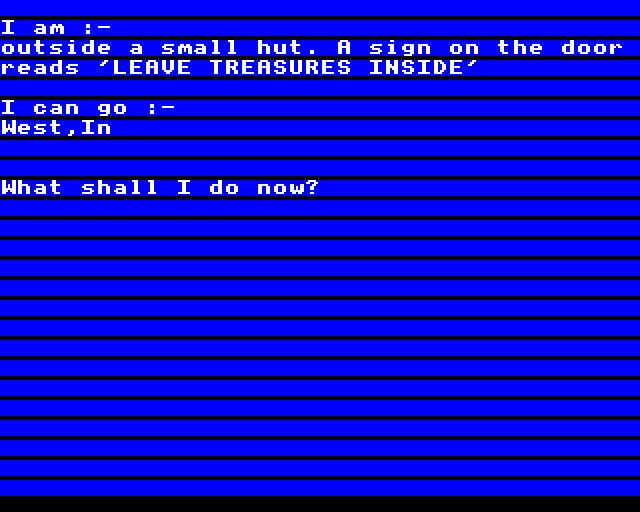 I am :-
outside a small hut. A sign on the door
reads 'LEAVE TREASURES INSIDE'
I can go :-
West,In
What shall I do now?